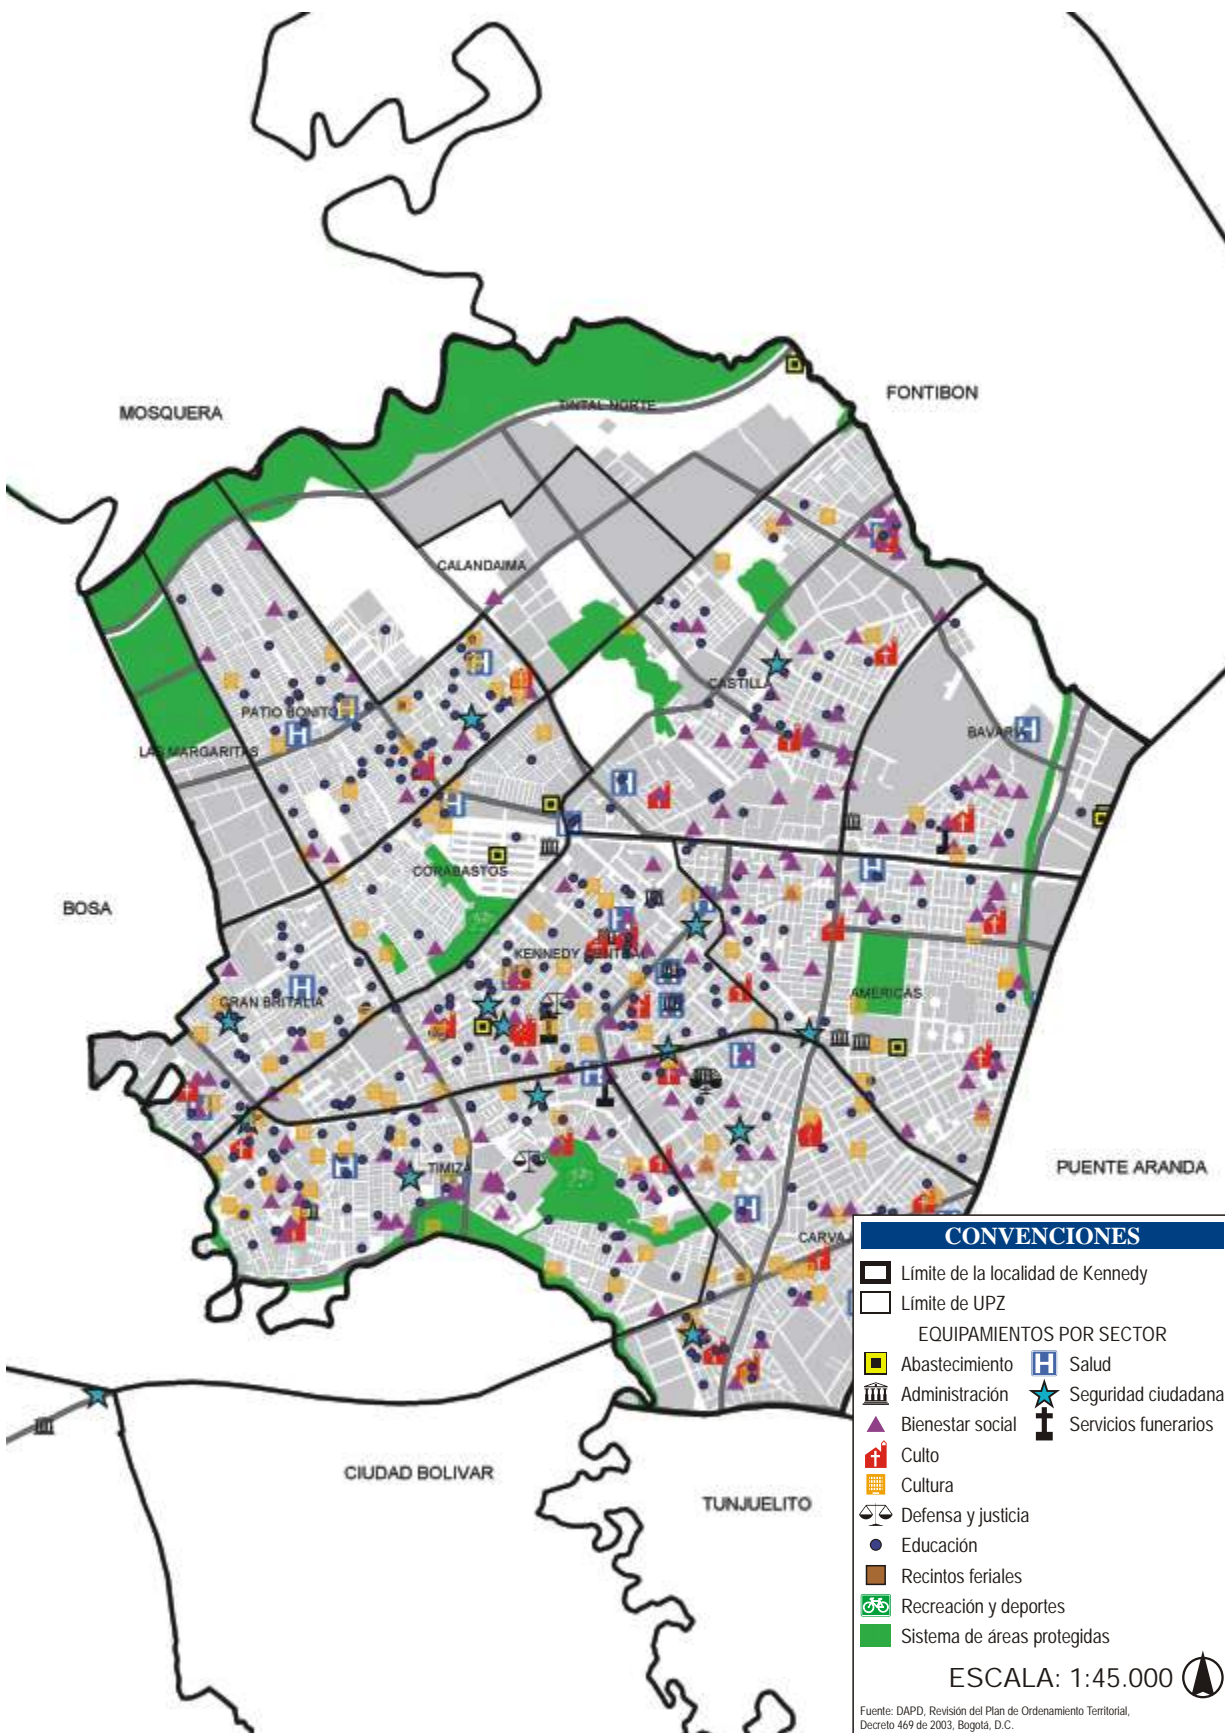 MOSQUERA
FONTIBON
TINTAL NORTE
CALANDAIMA
CASTILLA
PATIO BONITO
BAVARIA
LAS MARGARITAS
CORABASTOS
BOSA
KENNEDY CENTRAL
GRAN BRITALIA
AMERICAS
TIMIZA
PUENTE ARANDA
CARVAJ
CIUDAD BOLIVAR
TUNJUELITO
CONVENCIONES
Límite de la localidad de Kennedy
Límite de UPZ
EQUIPAMIENTOS POR SECTOR
Abastecimiento H Salud
Administración Seguridad ciudadana
Bienestar social Servicios funerarios
Culto
Cultura
Defensa y justicia
Educación
Recintos feriales
Recreación y deportes
Sistema de áreas protegidas
ESCALA: 1:45.000
Fuente: DAPD, Revisión del Plan de Ordenamiento Territorial,
Decreto 469 de 2003, Bogotá, D.C.